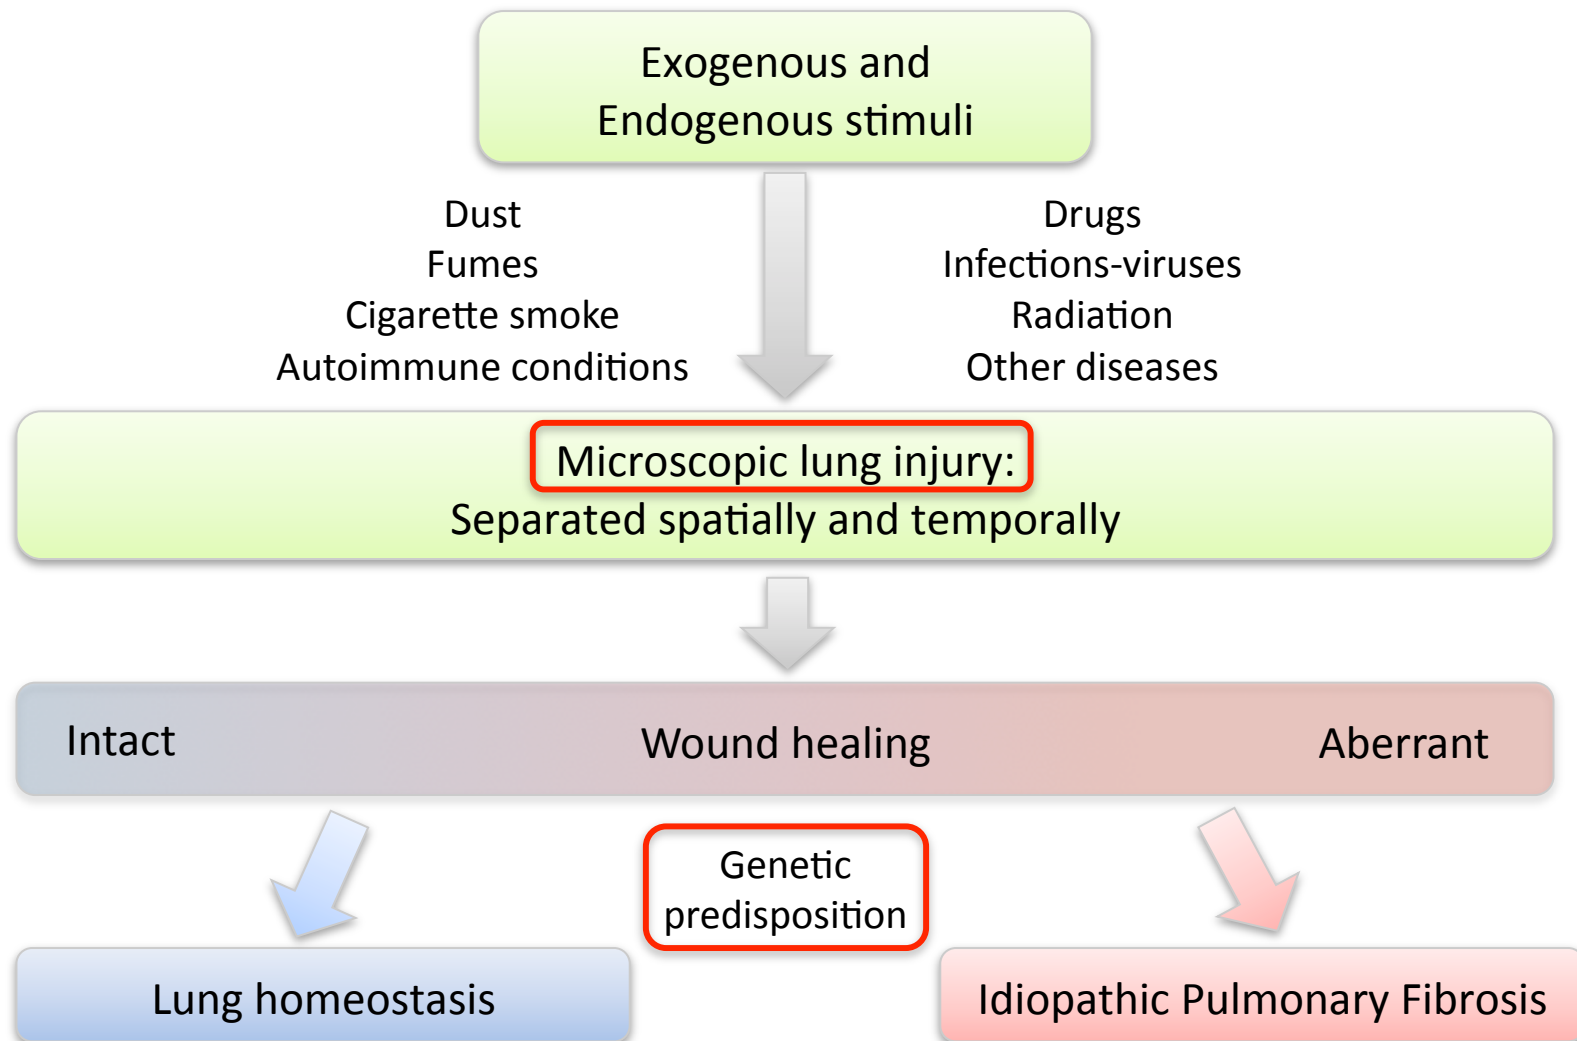 Exogenous and
Endogenous stimuli
Dust
Fumes
Cigarette smoke
Autoimmune conditions
Drugs
Infections-viruses
Radiation
Other diseases
Microscopic lung injury:
Separated spatially and temporally
Intact
Wound healing
Aberrant
Genetic
predisposition
Lung homeostasis
Idiopathic Pulmonary Fibrosis